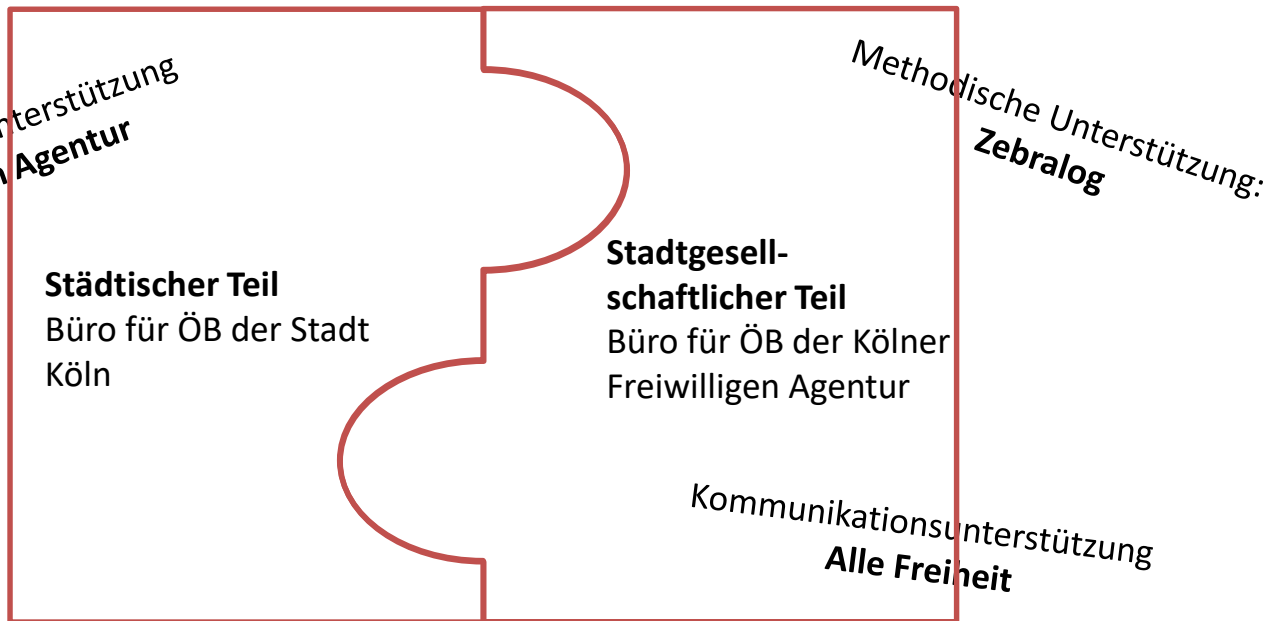 Agentur
Städtischer Teil
Büro für ÖB der Stadt
Köln
Methodische Unterstützung:
Zebralog
Stadtgesell-
schaftlicher Teil
Büro für ÖB der Kölner
Freiwilligen Agentur
Kommunikationsunterstützung
Alle Freiheit